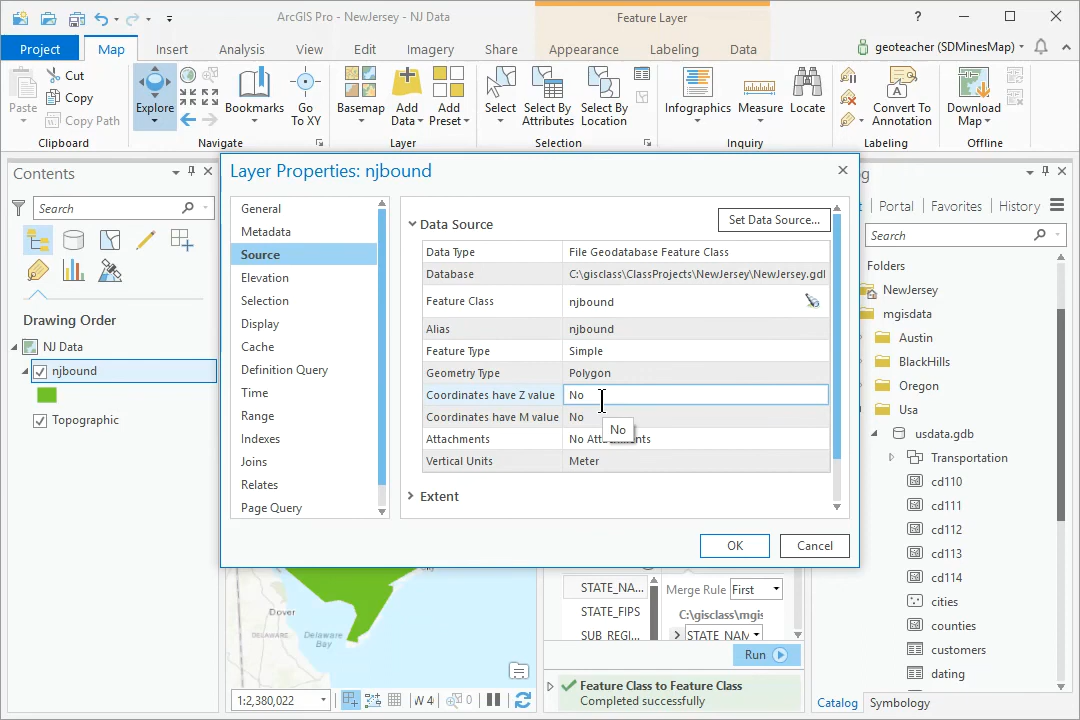 ArcGIS Pro - NewJersey - NJ Data
Feature Layer
?
Project
Map
Insert
Analysis
View
Edit
Imagery
Share
Appearance
Labeling
Data
geoteacher (SDMinesMap)
Paste
Cut
Copy
Copy Path
Clipboard
Explore
Bookmarks
Go
To XY
Navigate
Basemap
Add
Data
Add
Preset
Layer
Select
Select By
Attributes
Select By
Location
Selection
Infographics
Measure
Locate
Inquiry
Convert To
Annotation
Labeling
Download
Map
Offline
Contents
Search
Drawing Order
NJ Data
njbound
Topographic
Layer Properties: njbound
General
Metadata
Source
Elevation
Selection
Display
Cache
Definition Query
Time
Range
Indexes
Joins
Relates
Page Query
Data Source
Set Data Source...
Data Type File Geodatabase Feature Class
Database C:\gisclass\ClassProjects\NewJersey\NewJersey.gdb
Feature Class njbound
Alias njbound
Feature Type Simple
Geometry Type Polygon
Coordinates have Z value No
Coordinates have M value No
No
Attachments No
Vertical Units Meter
Extent
OK
Cancel
Portal
Favorites
History
Search
Folders
NewJersey
mgisdata
Austin
BlackHills
Oregon
Usa
usdata.gdb
Transportation
cd110
cd111
cd112
cd113
cd114
cities
counties
customers
dating
Catalog
Symbology
Dover
DELAWARE
Delaware
Bay
1:2,380,022
W 4
0
STATE_NA...
STATE_FIPS
SUB_REGI...
Merge Rule First
C:\gisclass\mgis
STATE_NAM
Run
Feature Class to Feature Class
Completed successfully